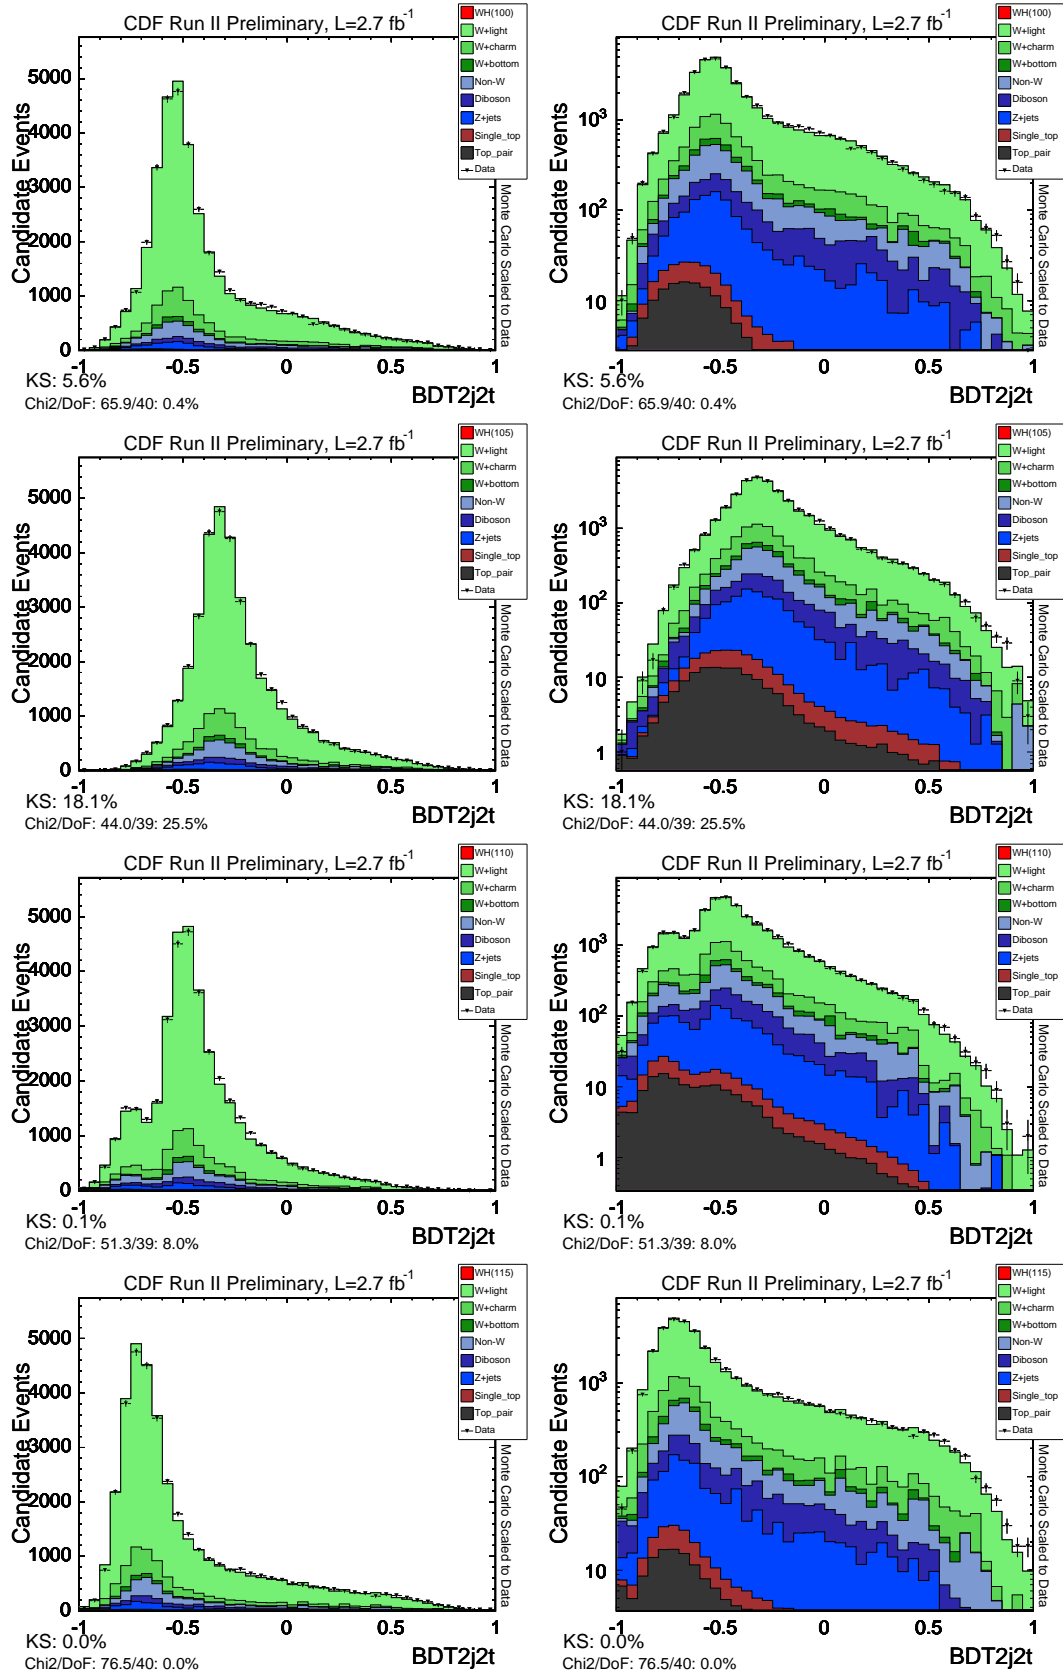 CDF Run II Preliminary, L=2.7 fb-1
Candidate Events
5000
4000
3000
2000
1000
0
-1 -0.5 0 0.5 1
BDT2j2t
KS: 5.6%
Chi2/DoF: 65.9/40: 0.4%
WH(100)
W+light
W+charm
W+bottom
Non-W
Diboson
Z+jets
Single_top
Top_pair
Data
Monte Carlo Scaled to Data
CDF Run II Preliminary, L=2.7 fb-1
Candidate Events
10^3
10^2
10
-1 -0.5 0 0.5 1
BDT2j2t
KS: 5.6%
Chi2/DoF: 65.9/40: 0.4%
WH(100)
W+light
W+charm
W+bottom
Non-W
Diboson
Z+jets
Single_top
Top_pair
Data
Monte Carlo Scaled to Data
CDF Run II Preliminary, L=2.7 fb-1
Candidate Events
5000
4000
3000
2000
1000
0
-1 -0.5 0 0.5 1
BDT2j2t
KS: 18.1%
Chi2/DoF: 44.0/39: 25.5%
WH(105)
W+light
W+charm
W+bottom
Non-W
Diboson
Z+jets
Single_top
Top_pair
Data
Monte Carlo Scaled to Data
CDF Run II Preliminary, L=2.7 fb-1
Candidate Events
10^3
10^2
10
1
-1 -0.5 0 0.5 1
BDT2j2t
KS: 18.1%
Chi2/DoF: 44.0/39: 25.5%
WH(105)
W+light
W+charm
W+bottom
Non-W
Diboson
Z+jets
Single_top
Top_pair
Data
Monte Carlo Scaled to Data
CDF Run II Preliminary, L=2.7 fb-1
Candidate Events
5000
4000
3000
2000
1000
0
-1 -0.5 0 0.5 1
BDT2j2t
KS: 0.1%
Chi2/DoF: 51.3/39: 8.0%
WH(110)
W+light
W+charm
W+bottom
Non-W
Diboson
Z+jets
Single_top
Top_pair
Data
Monte Carlo Scaled to Data
CDF Run II Preliminary, L=2.7 fb-1
Candidate Events
10^3
10^2
10
1
-1 -0.5 0 0.5 1
BDT2j2t
KS: 0.1%
Chi2/DoF: 51.3/39: 8.0%
WH(110)
W+light
W+charm
W+bottom
Non-W
Diboson
Z+jets
Single_top
Top_pair
Data
Monte Carlo Scaled to Data
CDF Run II Preliminary, L=2.7 fb-1
Candidate Events
5000
4000
3000
2000
1000
0
-1 -0.5 0 0.5 1
BDT2j2t
KS: 0.0%
Chi2/DoF: 76.5/40: 0.0%
WH(115)
W+light
W+charm
W+bottom
Non-W
Diboson
Z+jets
Single_top
Top_pair
Data
Monte Carlo Scaled to Data
CDF Run II Preliminary, L=2.7 fb-1
Candidate Events
10^3
10^2
10
-1 -0.5 0 0.5 1
BDT2j2t
KS: 0.0%
Chi2/DoF: 76.5/40: 0.0%
WH(115)
W+light
W+charm
W+bottom
Non-W
Diboson
Z+jets
Single_top
Top_pair
Data
Monte Carlo Scaled to Data